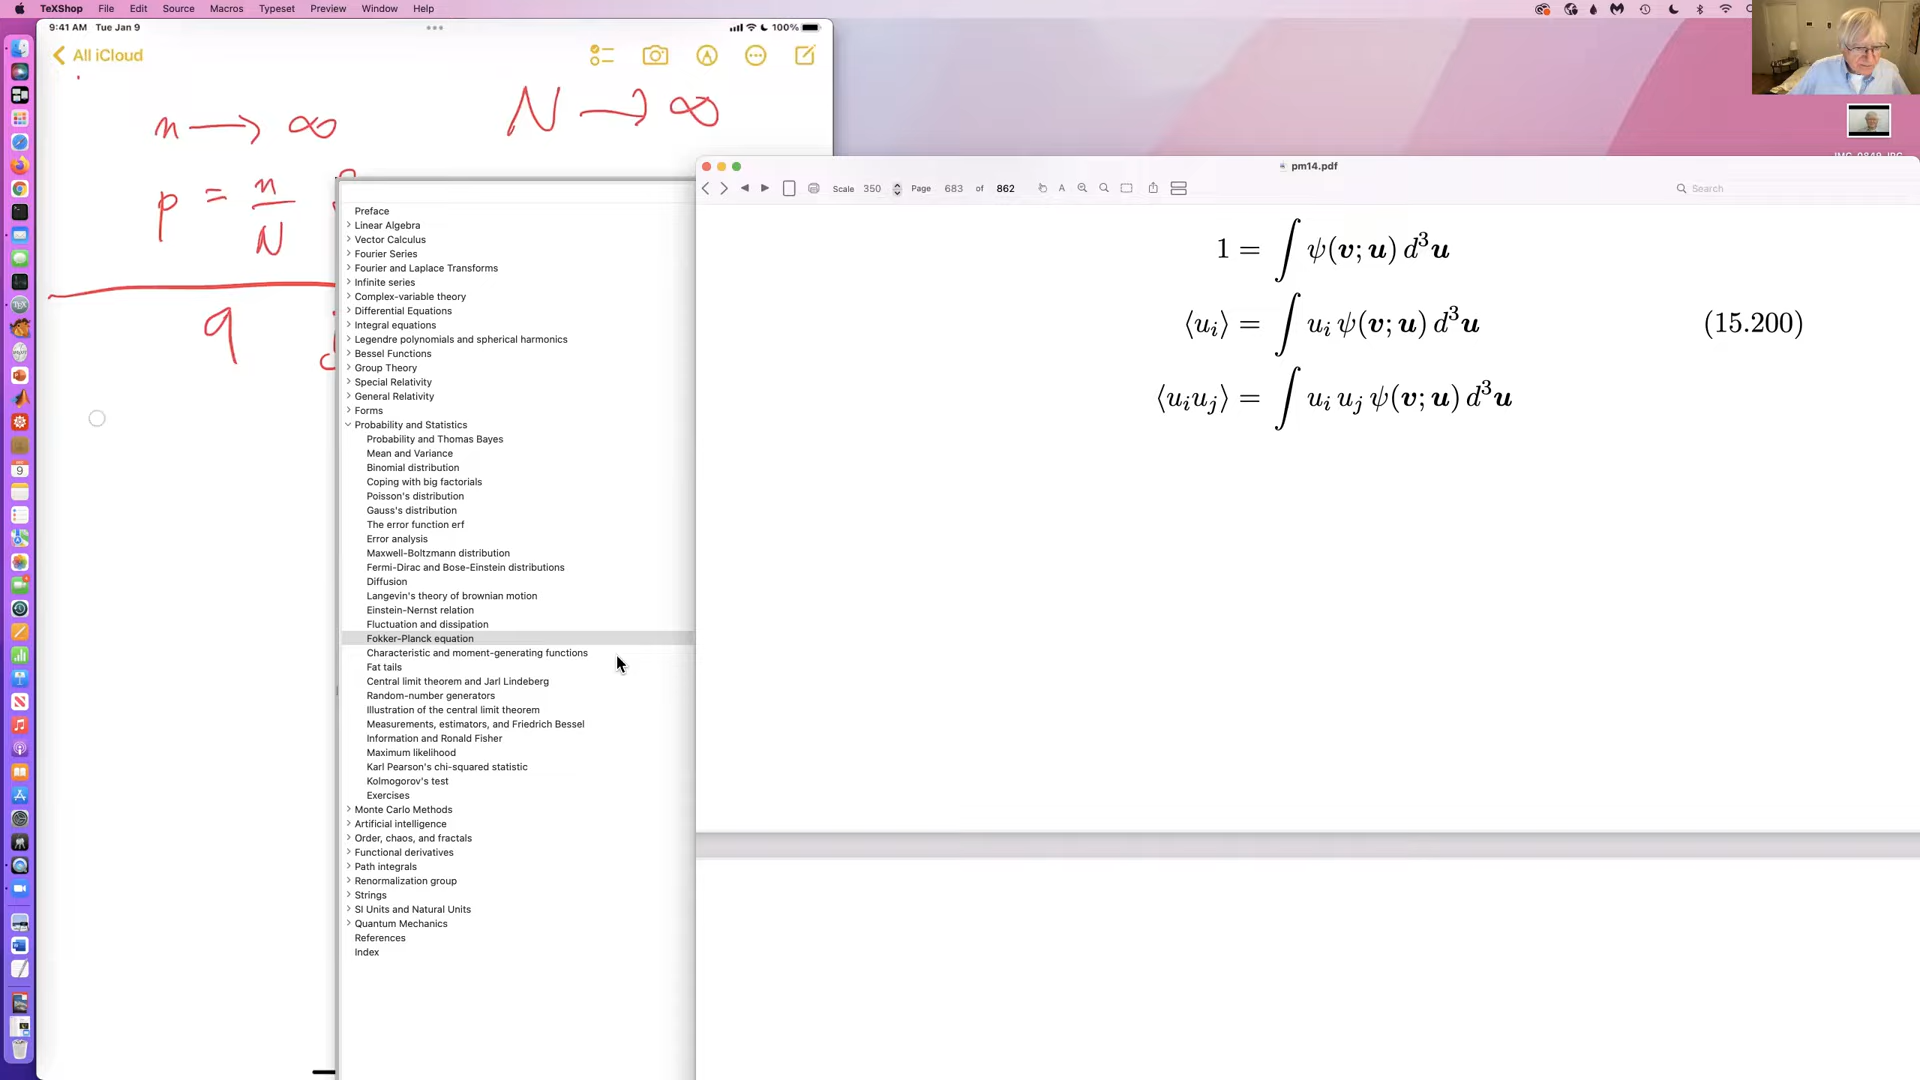 TeXShop File Edit Source Macros Typeset Preview Window Help
9:41 AM Tue Jan 9
100%
All iCloud
n → ∞
N → ∞
p = n/N
q
pm14.pdf
Scale 350 Page 683 of 862
Search
Preface
Linear Algebra
Vector Calculus
Fourier Series
Fourier and Laplace Transforms
Infinite series
Complex-variable theory
Differential Equations
Integral equations
Legendre polynomials and spherical harmonics
Bessel Functions
Group Theory
Special Relativity
General Relativity
Forms
Probability and Statistics
Probability and Thomas Bayes
Mean and Variance
Binomial distribution
Coping with big factorials
Poisson's distribution
Gauss's distribution
The error function erf
Error analysis
Maxwell-Boltzmann distribution
Fermi-Dirac and Bose-Einstein distributions
Diffusion
Langevin's theory of brownian motion
Einstein-Nernst relation
Fluctuation and dissipation
Fokker-Planck equation
Characteristic and moment-generating functions
Fat tails
Central limit theorem and Jarl Lindeberg
Random-number generators
Illustration of the central limit theorem
Measurements, estimators, and Friedrich Bessel
Information and Ronald Fisher
Maximum likelihood
Karl Pearson's chi-squared statistic
Kolmogorov's test
Exercises
Monte Carlo Methods
Artificial intelligence
Order, chaos, and fractals
Functional derivatives
Path integrals
Renormalization group
Strings
SI Units and Natural Units
Quantum Mechanics
References
Index
1 = ∫ ψ(v; u) d³u
⟨uᵢ⟩ = ∫ uᵢ ψ(v; u) d³u (15.200)
⟨uᵢuⱼ⟩ = ∫ uᵢ uⱼ ψ(v; u) d³u